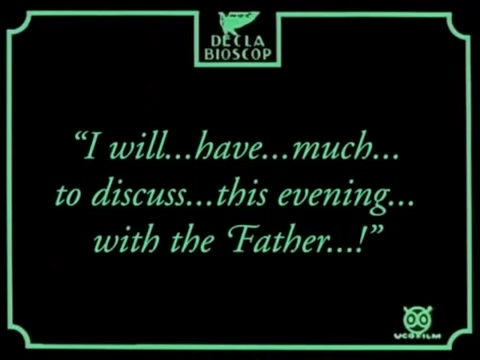 DECLA
BIOSCOP
“I will...have...much...
to discuss...this evening...
with the Father...!”
UCOFILM